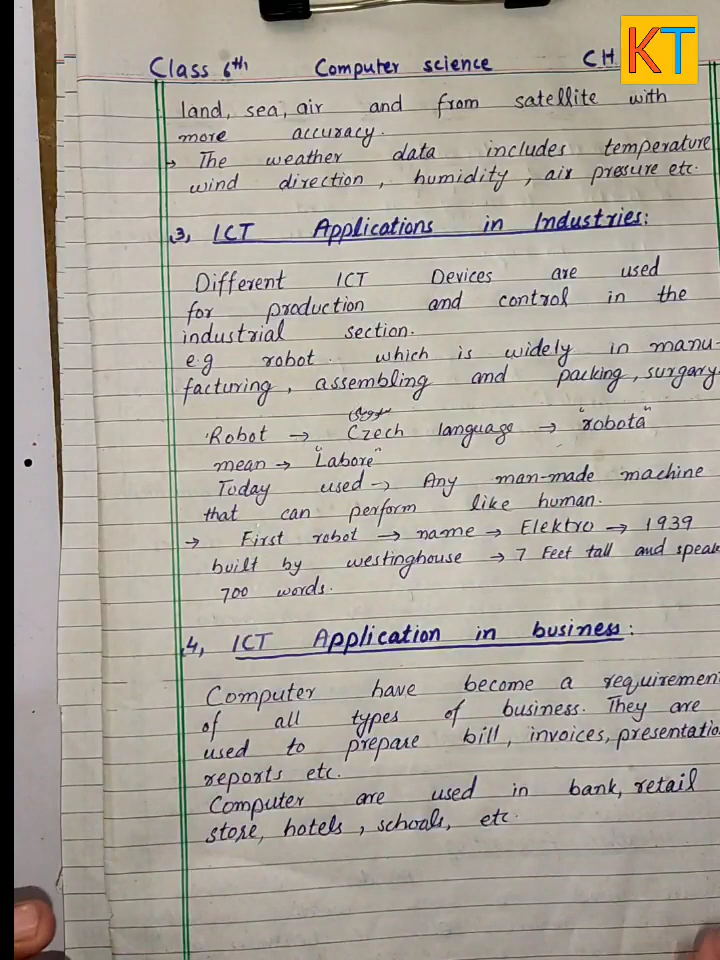 KT
Class 6th Computer science CH
land, sea, air and from satellite with
more accuracy.
→ The weather data includes temperature
wind direction, humidity, air pressure etc.
3, ICT Applications in Industries:
Different ICT Devices are used
for production and control in the
industrial section.
e.g robot which is widely in manu-
facturing, assembling and packing, surgary
Robot → Czech language → "robota"
mean → "Labore"
Today used → Any man-made machine
that can perform like human.
→ First robot → name → Elektro → 1939
built by westinghouse → 7 Feet tall and speak
700 words.
4, ICT Application in business:
Computer have become a requiremen
of all types of business. They are
used to prepare bill, invoices, presentatio
reports etc.
Computer are used in bank, retail
store, hotels, schools, etc.